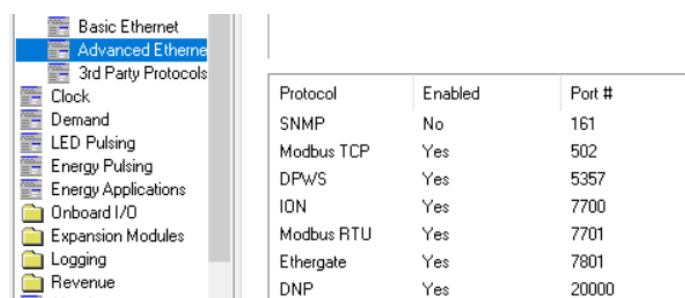 Basic Ethernet
Advanced Etherne
3rd Party Protocols
Clock
Demand
LED Pulsing
Energy Pulsing
Energy Applications
Onboard I/O
Expansion Modules
Logging
Revenue
Protocol Enabled Port #
SNMP No 161
Modbus TCP Yes 502
DPWS Yes 5357
ION Yes 7700
Modbus RTU Yes 7701
Ethergate Yes 7801
DNP Yes 20000